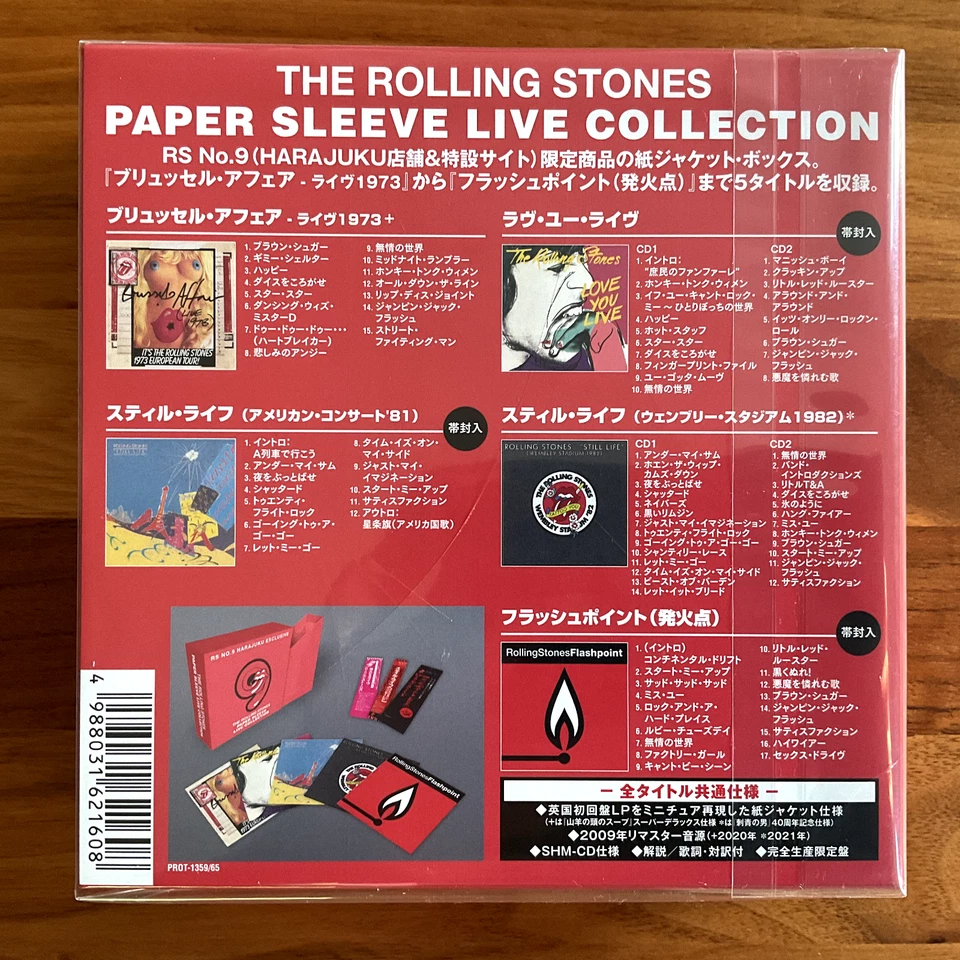 THE ROLLING STONES
PAPER SLEEVE LIVE COLLECTION
RS No.9(HARAJUKU店舗&特設サイト)限定商品の紙ジャケット・ボックス。
『ブリュッセル・アフェア - ライヴ1973』から『フラッシュポイント(発火点)』まで5タイトルを収録。
ブリュッセル・アフェア - ライヴ1973+
Brussels Affair
LIVE 1973
IT'S THE ROLLING STONES
1973 EUROPEAN TOUR!
1. ブラウン・シュガー
2. ギミー・シェルター
3. ハッピー
4. ダイスをころがせ
5. スター・スター
6. ダンシング・ウィズ・
ミスターD
7. ドゥー・ドゥー・ドゥー・・・
(ハートブレイカー)
8. 悲しみのアンジー
9. 無情の世界
10. ミッドナイト・ランブラー
11. ホンキー・トンク・ウィメン
12. オール・ダウン・ザ・ライン
13. リップ・ディス・ジョイント
14. ジャンピン・ジャック・
フラッシュ
15. ストリート・
ファイティング・マン
ラヴ・ユー・ライヴ
帯封入
The Rolling Stones
LOVE
YOU
LIVE
CD1
1. イントロ:
“庶民のファンファーレ”
2. ホンキー・トンク・ウィメン
3. イフ・ユー・キャント・ロック・
ミー〜ひとりぼっちの世界
4. ハッピー
5. ホット・スタッフ
6. スター・スター
7. ダイスをころがせ
8. フィンガープリント・ファイル
9. ユー・ゴッタ・ムーヴ
10. 無情の世界
CD2
1. マニッシュ・ボーイ
2. クラッキン・アップ
3. リトル・レッド・ルースター
4. アラウンド・アンド・
アラウンド
5. イッツ・オンリー・ロックン・
ロール
6. ブラウン・シュガー
7. ジャンピン・ジャック・
フラッシュ
8. 悪魔を憐れむ歌
スティル・ライフ(アメリカン・コンサート'81)
帯封入
1. イントロ:
A列車で行こう
2. アンダー・マイ・サム
3. 夜をぶっとばせ
4. シャッタード
5. トゥエンティ・
フライト・ロック
6. ゴーイング・トゥ・ア・
ゴー・ゴー
7. レット・ミー・ゴー
8. タイム・イズ・オン・
マイ・サイド
9. ジャスト・マイ・
イマジネーション
10. スタート・ミー・アップ
11. サティスファクション
12. アウトロ:
星条旗(アメリカ国歌)
スティル・ライフ(ウェンブリー・スタジアム1982)*
ROLLING STONES "STILL LIFE"
(WEMBLEY STADIUM 1982)
THE ROLLING STONES
WEMBLEY STADIUM '82
CD1
1. アンダー・マイ・サム
2. ホエン・ザ・ウィップ・
カムズ・ダウン
3. 夜をぶっとばせ
4. シャッタード
5. ネイバーズ
6. 黒いリムジン
7. ジャスト・マイ・イマジネーション
8. トゥエンティ・フライト・ロック
9. ゴーイング・トゥ・ア・ゴー・ゴー
10. シャンティリー・レース
11. レット・ミー・ゴー
12. タイム・イズ・オン・マイ・サイド
13. ビースト・オブ・バーデン
14. レット・イット・ブリード
CD2
1. 無情の世界
2. バンド・
イントロダクションズ
3. リトルT&A
4. ダイスをころがせ
5. 氷のように
6. ハング・ファイアー
7. ミス・ユー
8. ホンキー・トンク・ウィメン
9. ブラウン・シュガー
10. スタート・ミー・アップ
11. ジャンピン・ジャック・
フラッシュ
12. サティスファクション
フラッシュポイント(発火点)
帯封入
RollingStonesFlashpoint
1. (イントロ)
コンチネンタル・ドリフト
2. スタート・ミー・アップ
3. サッド・サッド・サッド
4. ミス・ユー
5. ロック・アンド・ア・
ハード・プレイス
6. ルビー・チューズデイ
7. 無情の世界
8. ファクトリー・ガール
9. キャント・ビー・シーン
10. リトル・レッド・
ルースター
11. 黒くぬれ!
12. 悪魔を憐れむ歌
13. ブラウン・シュガー
14. ジャンピン・ジャック・
フラッシュ
15. サティスファクション
16. ハイワイアー
17. セックス・ドライヴ
RS NO.9 HARAJUKU EXCLUSIVE
RollingStonesFlashpoint
4 988031 621608
PROT-1359/65
− 全タイトル共通仕様 −
◆英国初回盤LPをミニチュア再現した紙ジャケット仕様
(+は「山羊の頭のスープ」スーパーデラックス仕様 *は「刺青の男」40周年記念仕様)
◆2009年リマスター音源(+2020年 *2021年)
◆SHM-CD仕様 ◆解説/歌詞・対訳付 ◆完全生産限定盤